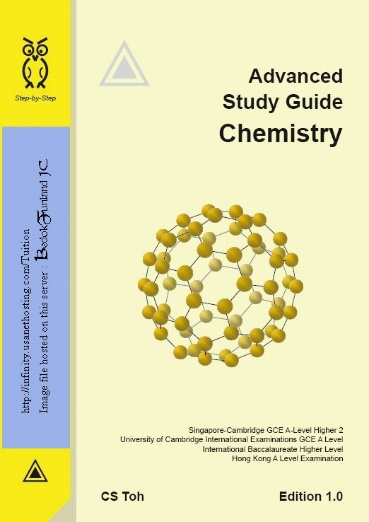 Step-by-Step
http://infinity.usanethosting.com/Tuition
Image file hosted on this server : Bedok Funland JC
Advanced
Study Guide
Chemistry
Singapore-Cambridge GCE A-Level Higher 2
University of Cambridge International Examinations GCE A Level
International Baccalaureate Higher Level
Hong Kong A Level Examination
CS Toh
Edition 1.0